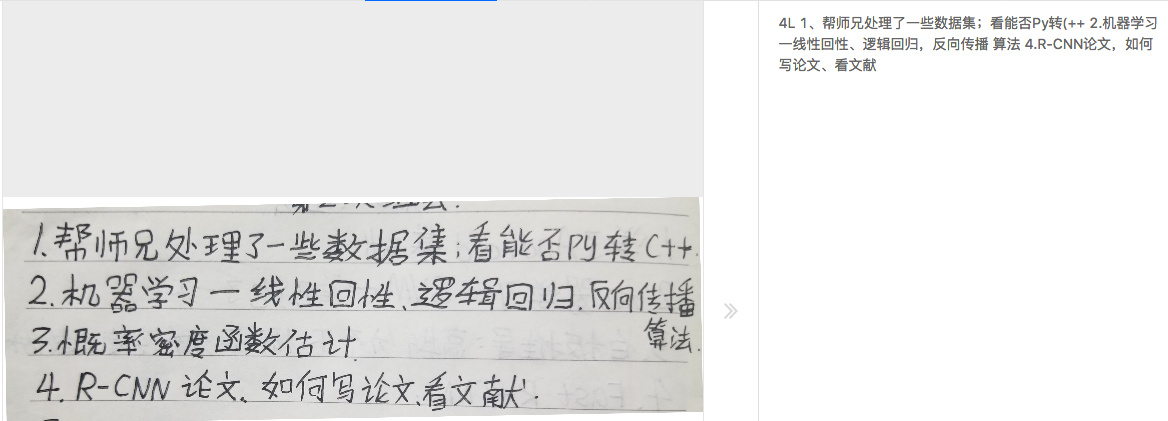 1.帮师兄处理了一些数据集;看能否Py转C++.
2.机器学习一线性回性、逻辑回归.反向传播
算法.
3.概率密度函数估计
4.R-CNN 论文、如何写论文、看文献.
4L 1、帮师兄处理了一些数据集；看能否Py转(++ 2.机器学习
一线性回性、逻辑回归，反向传播 算法 4.R-CNN论文，如何
写论文、看文献